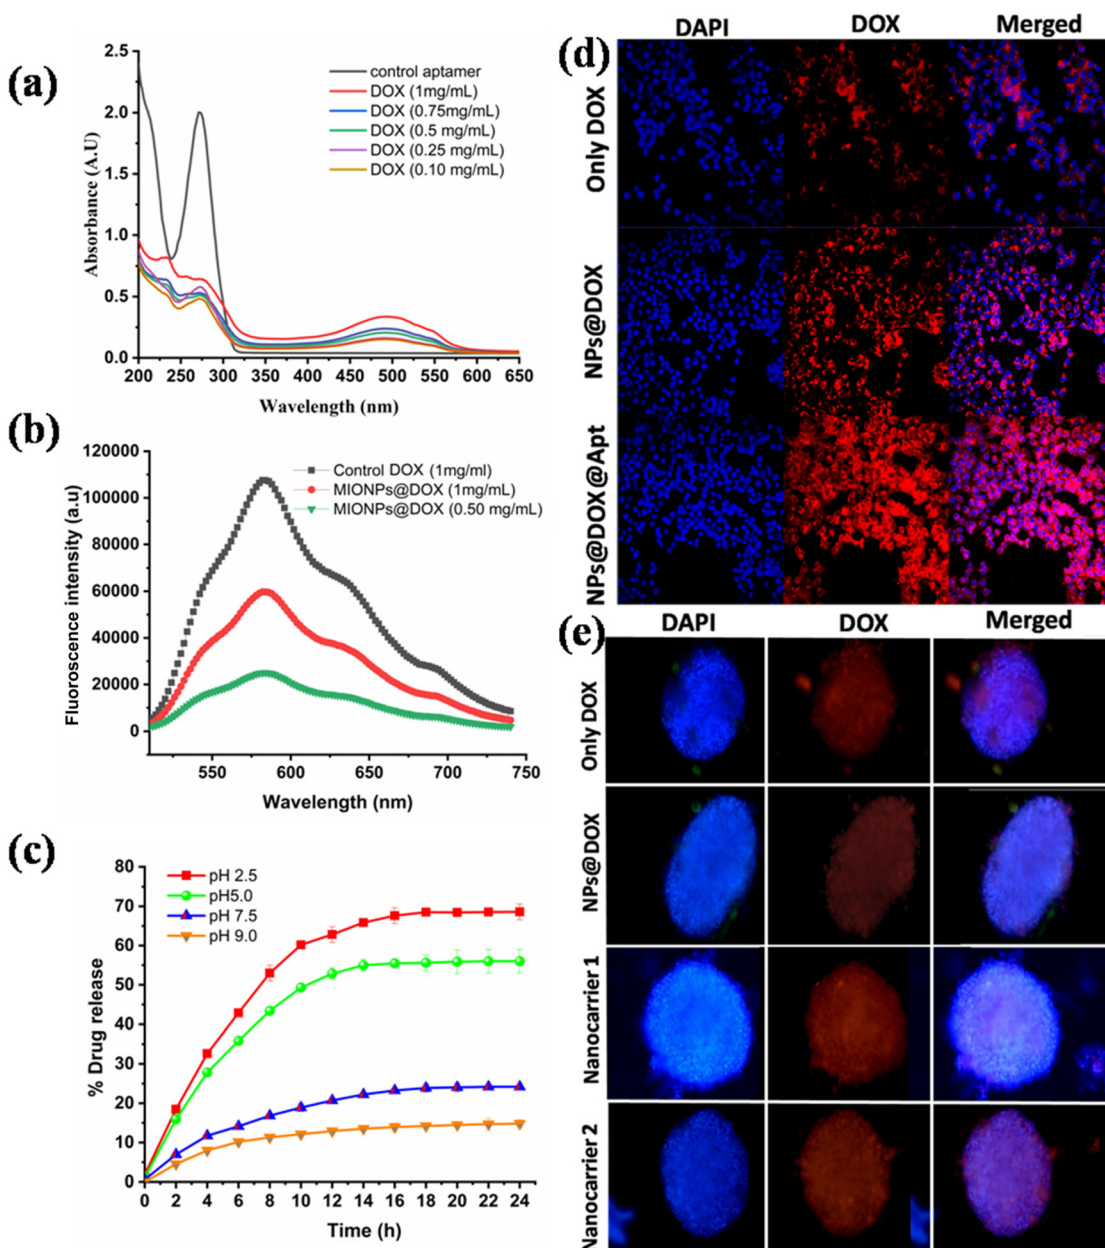 (a)
2.5
2.0
1.5
1.0
0.5
0.0
Absorbance (A.U)
200 250 300 350 400 450 500 550 600 650
Wavelength (nm)
control aptamer
DOX (1mg/mL)
DOX (0.75mg/mL)
DOX (0.5 mg/mL)
DOX (0.25 mg/mL)
DOX (0.10 mg/mL)
(b)
120000
100000
80000
60000
40000
20000
0
Fluoroscence intensity (a.u)
550 600 650 700 750
Wavelength (nm)
Control DOX (1mg/ml)
MIONPs@DOX (1mg/mL)
MIONPs@DOX (0.50 mg/mL)
(c)
80
70
60
50
40
30
20
10
0
% Drug release
0 2 4 6 8 10 12 14 16 18 20 22 24
Time (h)
pH 2.5
pH5.0
pH 7.5
pH 9.0
(d)
DAPI DOX Merged
Only DOX
NPs@DOX
NPs@DOX@Apt
(e)
DAPI DOX Merged
Only DOX
NPs@DOX
Nanocarrier 1
Nanocarrier 2